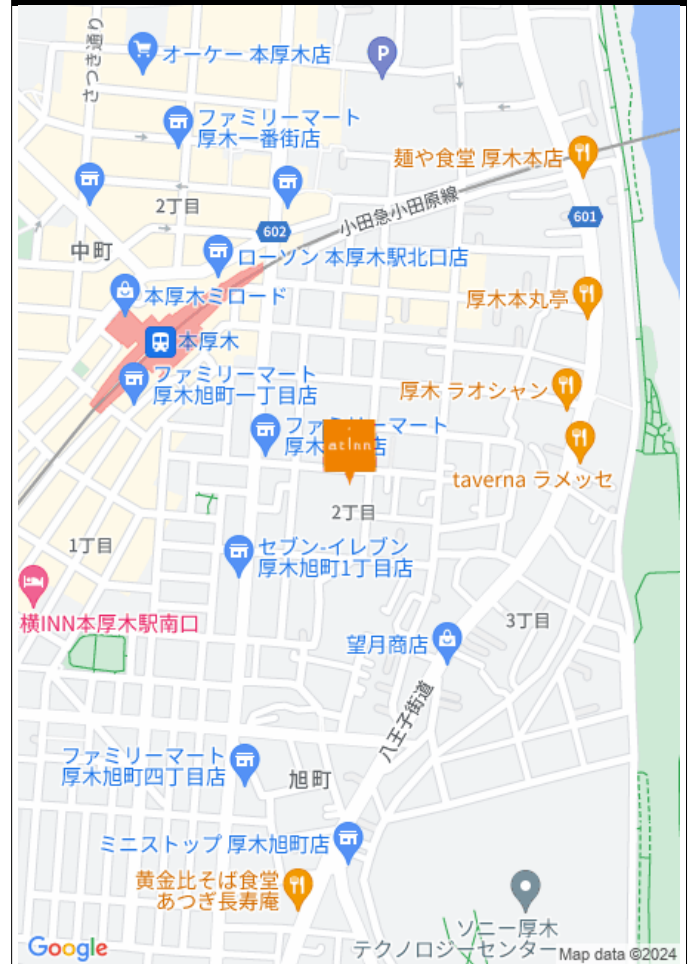 さつき通り
オーケー 本厚木店
P
ファミリーマート
厚木一番街店
麺や食堂 厚木本店
2丁目
小田急小田原線
601
602
中町
ローソン 本厚木駅北口店
本厚木ミロード
厚木本丸亭
本厚木
ファミリーマート
厚木旭町一丁目店
厚木 ラオシャン
ファミリーマート
厚木
店
at inn
taverna ラメッセ
2丁目
1丁目
セブン-イレブン
厚木旭町1丁目店
横INN本厚木駅南口
3丁目
望月商店
八王子街道
ファミリーマート
厚木旭町四丁目店
旭町
ミニストップ 厚木旭町店
黄金比そば食堂
あつぎ長寿庵
ソニー厚木
テクノロジーセンター
Google
Map data ©2024